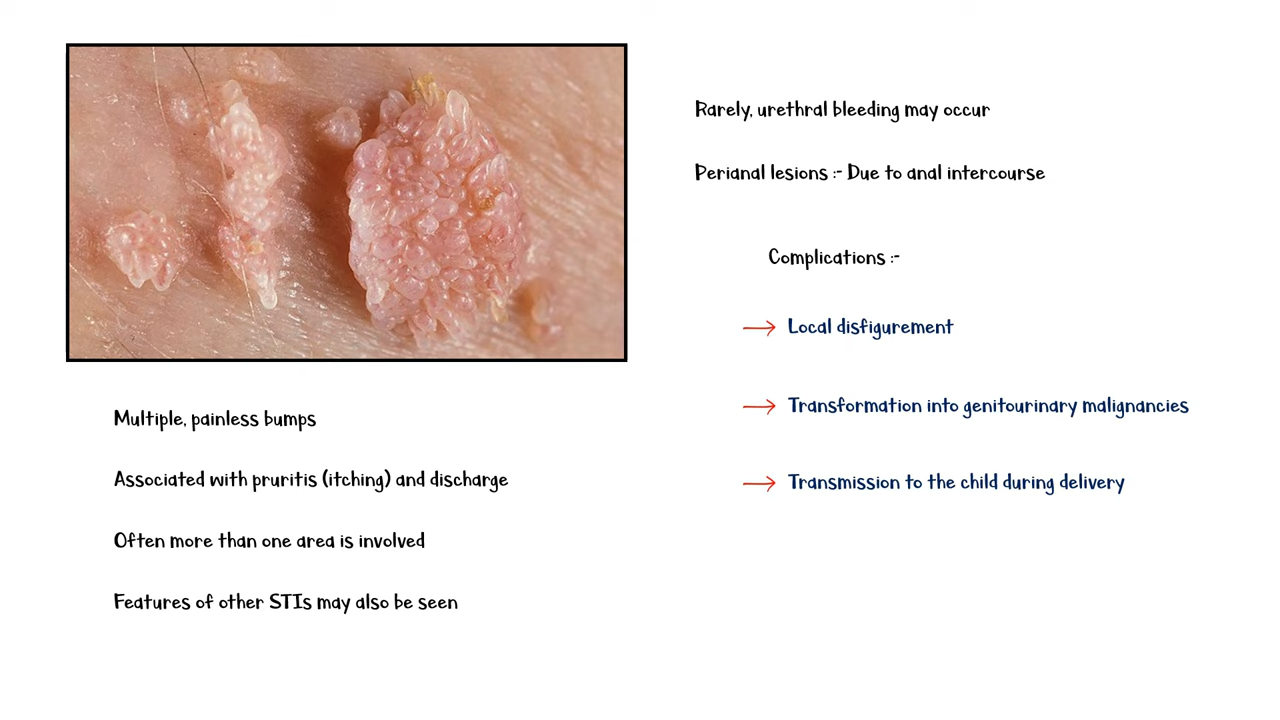 Multiple, painless bumps
Associated with pruritis (itching) and discharge
Often more than one area is involved
Features of other STIs may also be seen
Rarely, urethral bleeding may occur
Perianal lesions :- Due to anal intercourse
Complications :-
→ Local disfigurement
→ Transformation into genitourinary malignancies
→ Transmission to the child during delivery